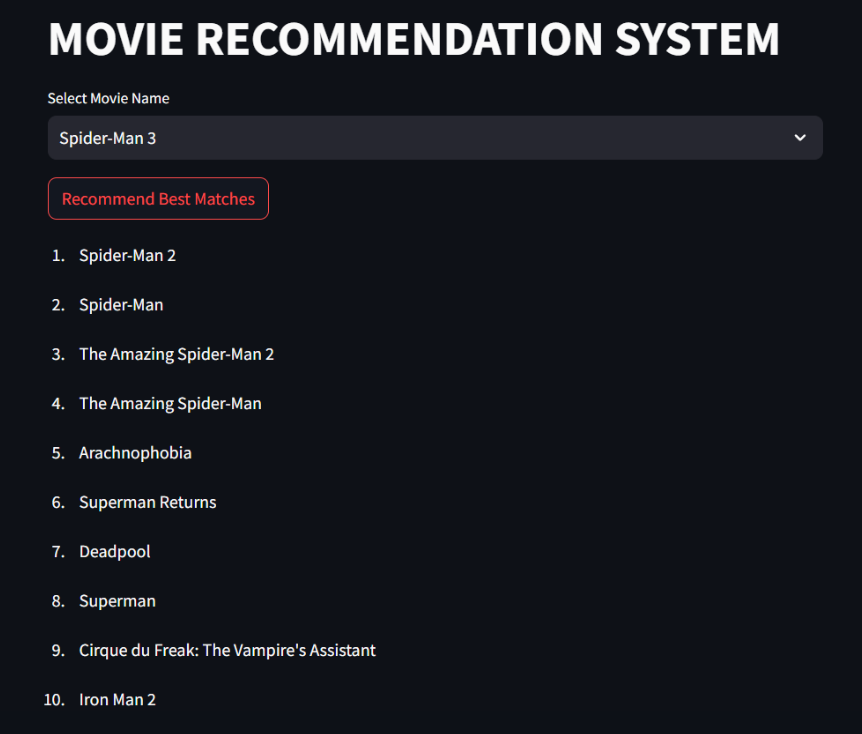 MOVIE RECOMMENDATION SYSTEM
Select Movie Name
Spider-Man 3
Recommend Best Matches
1. Spider-Man 2
2. Spider-Man
3. The Amazing Spider-Man 2
4. The Amazing Spider-Man
5. Arachnophobia
6. Superman Returns
7. Deadpool
8. Superman
9. Cirque du Freak: The Vampire's Assistant
10. Iron Man 2